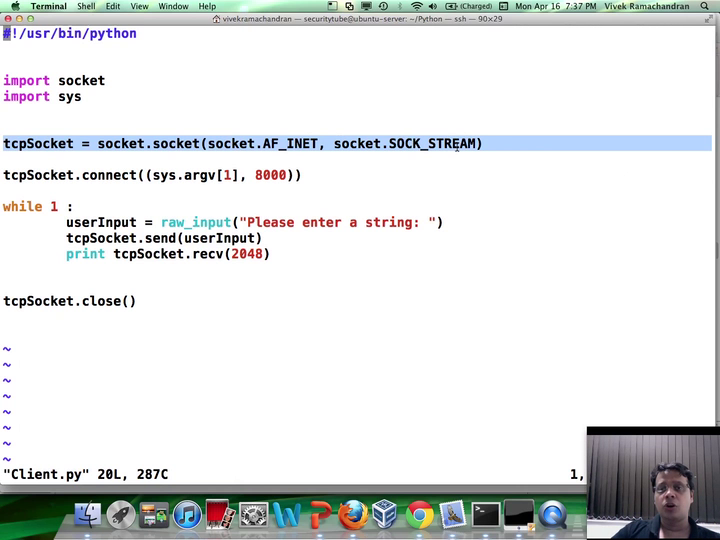 Terminal Shell Edit View Window Help (Charged) Mon Apr 16 7:37 PM Vivek Ramachandran
vivekramachandran — securitytube@ubuntu-server: ~/Python — ssh — 90×29
#!/usr/bin/python
import socket
import sys
tcpSocket = socket.socket(socket.AF_INET, socket.SOCK_STREAM)
tcpSocket.connect((sys.argv[1], 8000))
while 1 :
userInput = raw_input("Please enter a string: ")
tcpSocket.send(userInput)
print tcpSocket.recv(2048)
tcpSocket.close()
~
~
~
~
~
~
~
~
"Client.py" 20L, 287C 1,